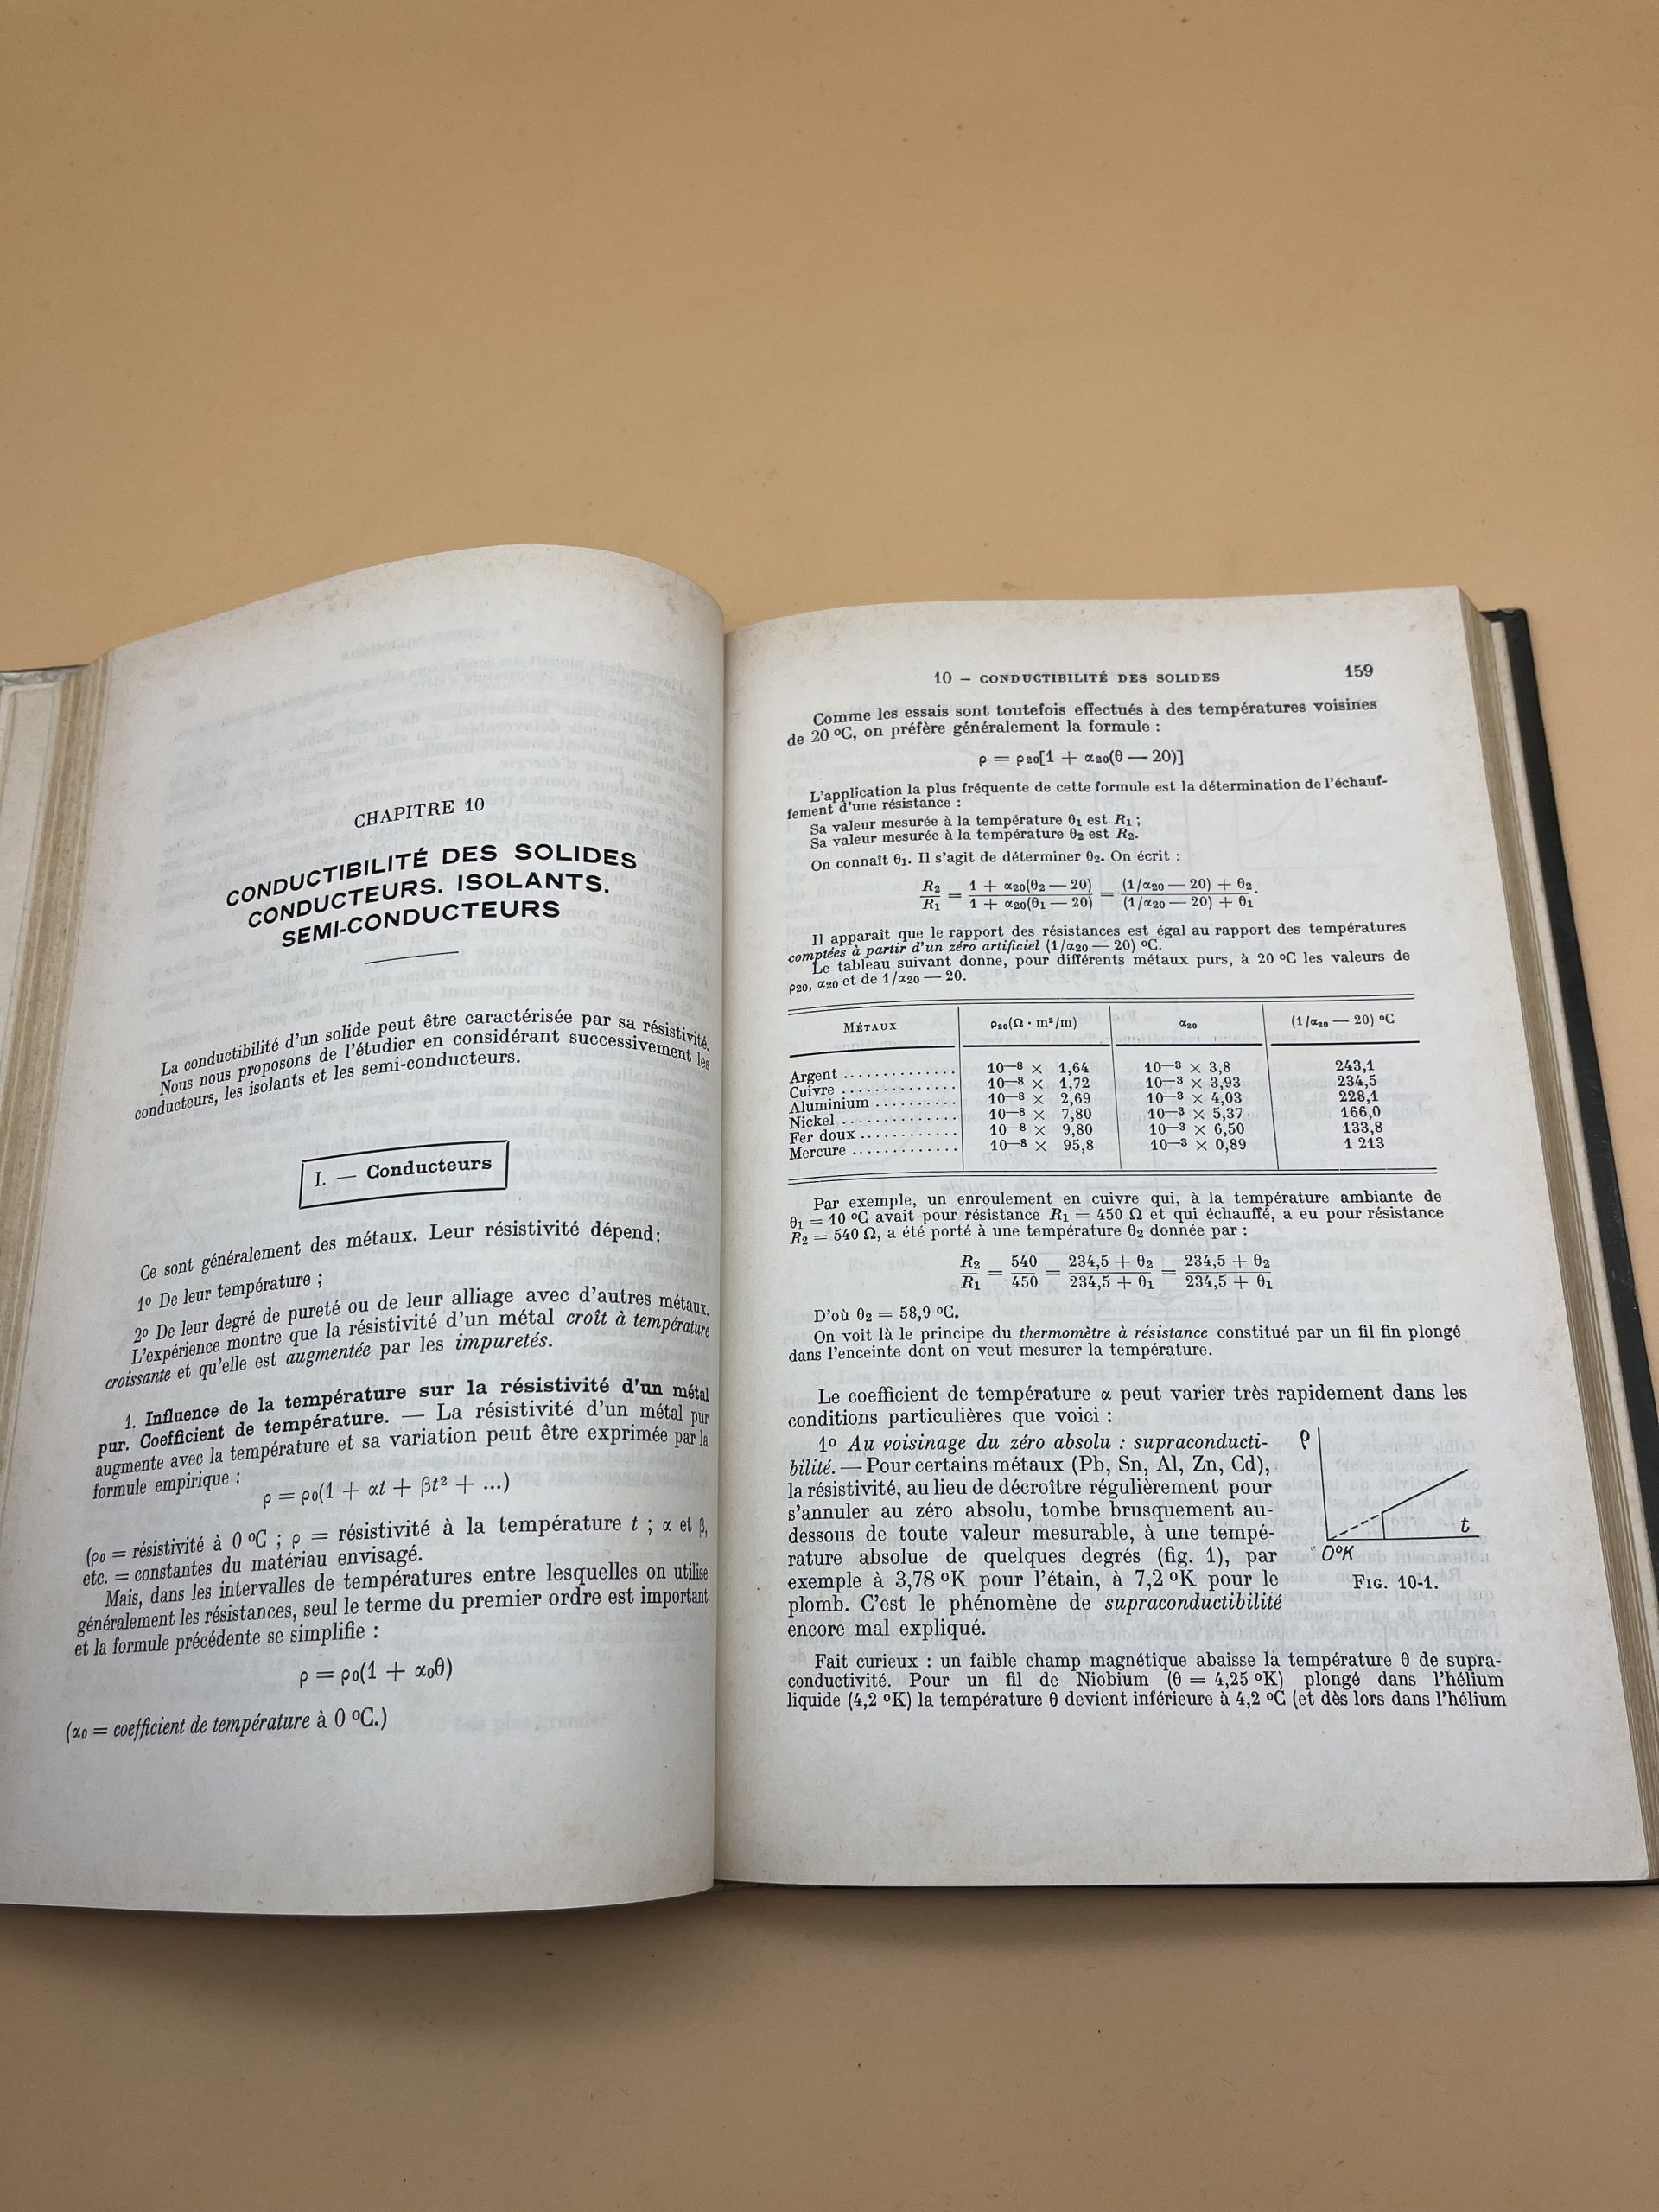 CHAPITRE 10
CONDUCTIBILITÉ DES SOLIDES
CONDUCTEURS. ISOLANTS.
SEMI-CONDUCTEURS
La conductibilité d'un solide peut être caractérisée par sa résistivité.
Nous nous proposons de l'étudier en considérant successivement les
conducteurs, les isolants et les semi-conducteurs.
I. — Conducteurs
Ce sont généralement des métaux. Leur résistivité dépend:
1º De leur température ;
2º De leur degré de pureté ou de leur alliage avec d'autres métaux.
L'expérience montre que la résistivité d'un métal croît à température
croissante et qu'elle est augmentée par les impuretés.
1. Influence de la température sur la résistivité d'un métal
pur. Coefficient de température. — La résistivité d'un métal pur
augmente avec la température et sa variation peut être exprimée par la
formule empirique :
ρ = ρ₀(1 + αt + βt² + ...)
(ρ₀ = résistivité à 0 ºC ; ρ = résistivité à la température t ; α et β,
etc. = constantes du matériau envisagé.
Mais, dans les intervalles de températures entre lesquelles on utilise
généralement les résistances, seul le terme du premier ordre est important
et la formule précédente se simplifie :
ρ = ρ₀(1 + α₀θ)
(α₀ = coefficient de température à 0 ºC.)
10 — CONDUCTIBILITÉ DES SOLIDES 159
Comme les essais sont toutefois effectués à des températures voisines
de 20 ºC, on préfère généralement la formule :
ρ = ρ₂₀[1 + α₂₀(θ — 20)]
L'application la plus fréquente de cette formule est la détermination de l'échauf-
fement d'une résistance :
Sa valeur mesurée à la température θ₁ est R₁ ;
Sa valeur mesurée à la température θ₂ est R₂.
On connaît θ₁. Il s'agit de déterminer θ₂. On écrit :
R₂/R₁ = 1 + α₂₀(θ₂ — 20)/1 + α₂₀(θ₁ — 20) = (1/α₂₀ — 20) + θ₂/(1/α₂₀ — 20) + θ₁.
Il apparaît que le rapport des résistances est égal au rapport des températures
comptées à partir d'un zéro artificiel (1/α₂₀ — 20) ºC.
Le tableau suivant donne, pour différents métaux purs, à 20 ºC les valeurs de
ρ₂₀, α₂₀ et de 1/α₂₀ — 20.
MÉTAUX ρ₂₀(Ω · m²/m) α₂₀ (1/α₂₀ — 20) ºC
Argent .............. 10—⁸ × 1,64 10—³ × 3,8 243,1
Cuivre .............. 10—⁸ × 1,72 10—³ × 3,93 234,5
Aluminium .......... 10—⁸ × 2,69 10—³ × 4,03 228,1
Nickel .............. 10—⁸ × 7,80 10—³ × 5,37 166,0
Fer doux ............ 10—⁸ × 9,80 10—³ × 6,50 133,8
Mercure ............. 10—⁸ × 95,8 10—³ × 0,89 1 213
Par exemple, un enroulement en cuivre qui, à la température ambiante de
θ₁ = 10 ºC avait pour résistance R₁ = 450 Ω et qui échauffé, a eu pour résistance
R₂ = 540 Ω, a été porté à une température θ₂ donnée par :
R₂/R₁ = 540/450 = 234,5 + θ₂/234,5 + θ₁ = 234,5 + θ₂/234,5 + θ₁
D'où θ₂ = 58,9 ºC.
On voit là le principe du thermomètre à résistance constitué par un fil fin plongé
dans l'enceinte dont on veut mesurer la température.
Le coefficient de température α peut varier très rapidement dans les
conditions particulières que voici :
1º Au voisinage du zéro absolu : supraconducti-
bilité. — Pour certains métaux (Pb, Sn, Al, Zn, Cd),
la résistivité, au lieu de décroître régulièrement pour
s'annuler au zéro absolu, tombe brusquement au-
dessous de toute valeur mesurable, à une tempé-
rature absolue de quelques degrés (fig. 1), par
exemple à 3,78 ºK pour l'étain, à 7,2 ºK pour le
plomb. C'est le phénomène de supraconductibilité
encore mal expliqué.
ρ
t
0ºK
FIG. 10-1.
Fait curieux : un faible champ magnétique abaisse la température θ de supra-
conductivité. Pour un fil de Niobium (θ = 4,25 ºK) plongé dans l'hélium
liquide (4,2 ºK) la température θ devient inférieure à 4,2 ºC (et dès lors dans l'hélium